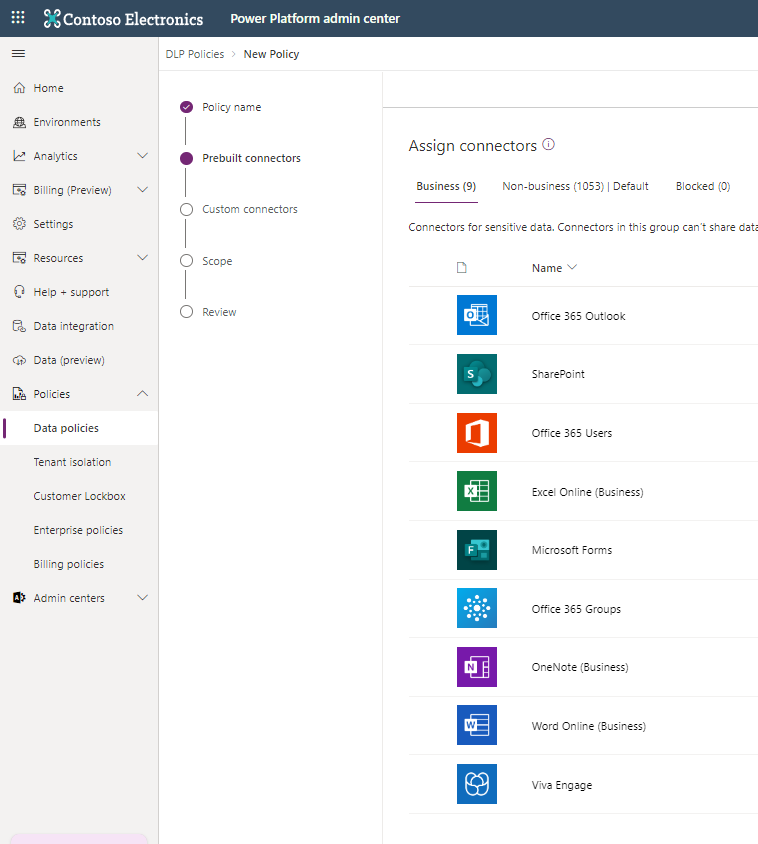 Contoso Electronics Power Platform admin center
DLP Policies > New Policy
Home
Environments
Analytics
Billing (Preview)
Settings
Resources
Help + support
Data integration
Data (preview)
Policies
Data policies
Tenant isolation
Customer Lockbox
Enterprise policies
Billing policies
Admin centers
Policy name
Prebuilt connectors
Custom connectors
Scope
Review
Assign connectors
Business (9) Non-business (1053) | Default Blocked (0)
Connectors for sensitive data. Connectors in this group can't share data
Name
Office 365 Outlook
SharePoint
Office 365 Users
Excel Online (Business)
Microsoft Forms
Office 365 Groups
OneNote (Business)
Word Online (Business)
Viva Engage